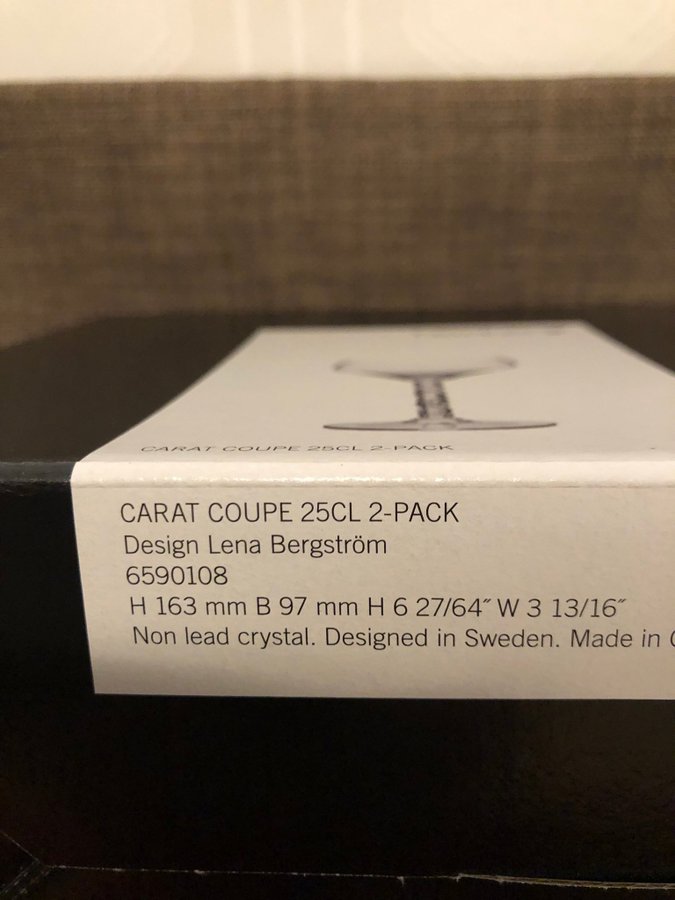 CARAT COUPE 25CL 2-PACK
CARAT COUPE 25CL 2-PACK
Design Lena Bergström
6590108
H 163 mm B 97 mm H 6 27/64˝ W 3 13/16˝
Non lead crystal. Designed in Sweden. Made in